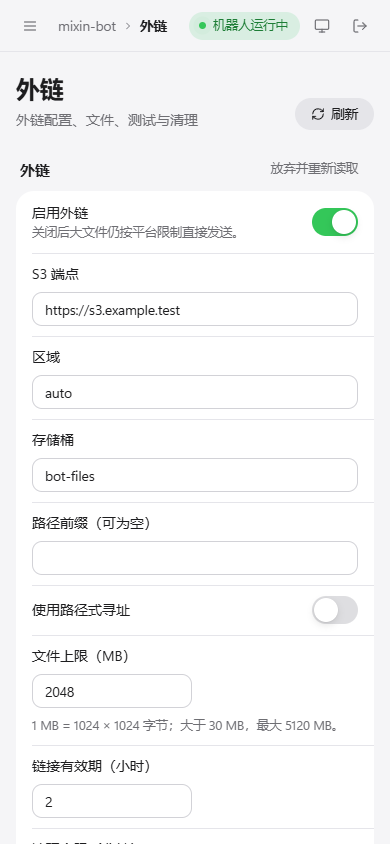 mixin-bot › 外链
机器人运行中
外链
外链配置、文件、测试与清理
刷新
外链
放弃并重新读取
启用外链
关闭后大文件仍按平台限制直接发送。
S3 端点
https://s3.example.test
区域
auto
存储桶
bot-files
路径前缀（可为空）
使用路径式寻址
文件上限（MB）
2048
1 MB = 1024 × 1024 字节；大于 30 MB，最大 5120 MB。
链接有效期（小时）
2